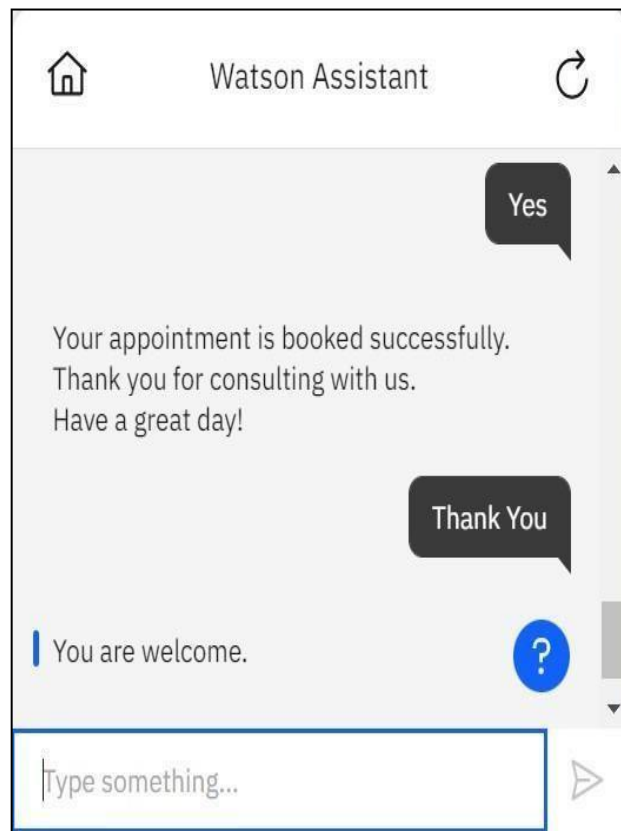 Watson Assistant
Yes
Your appointment is booked successfully.
Thank you for consulting with us.
Have a great day!
Thank You
You are welcome.
?
Type something...